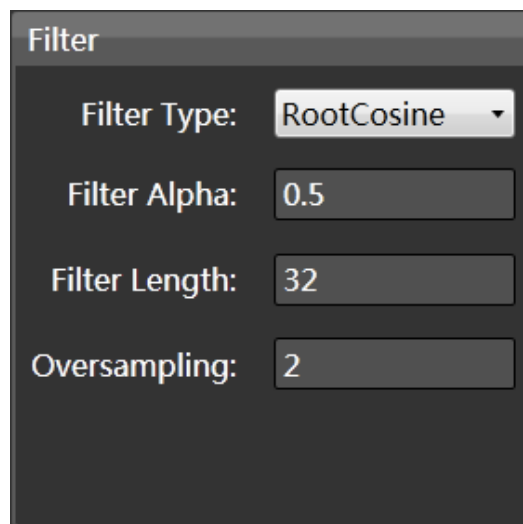 Filter
Filter Type: RootCosine
Filter Alpha: 0.5
Filter Length: 32
Oversampling: 2